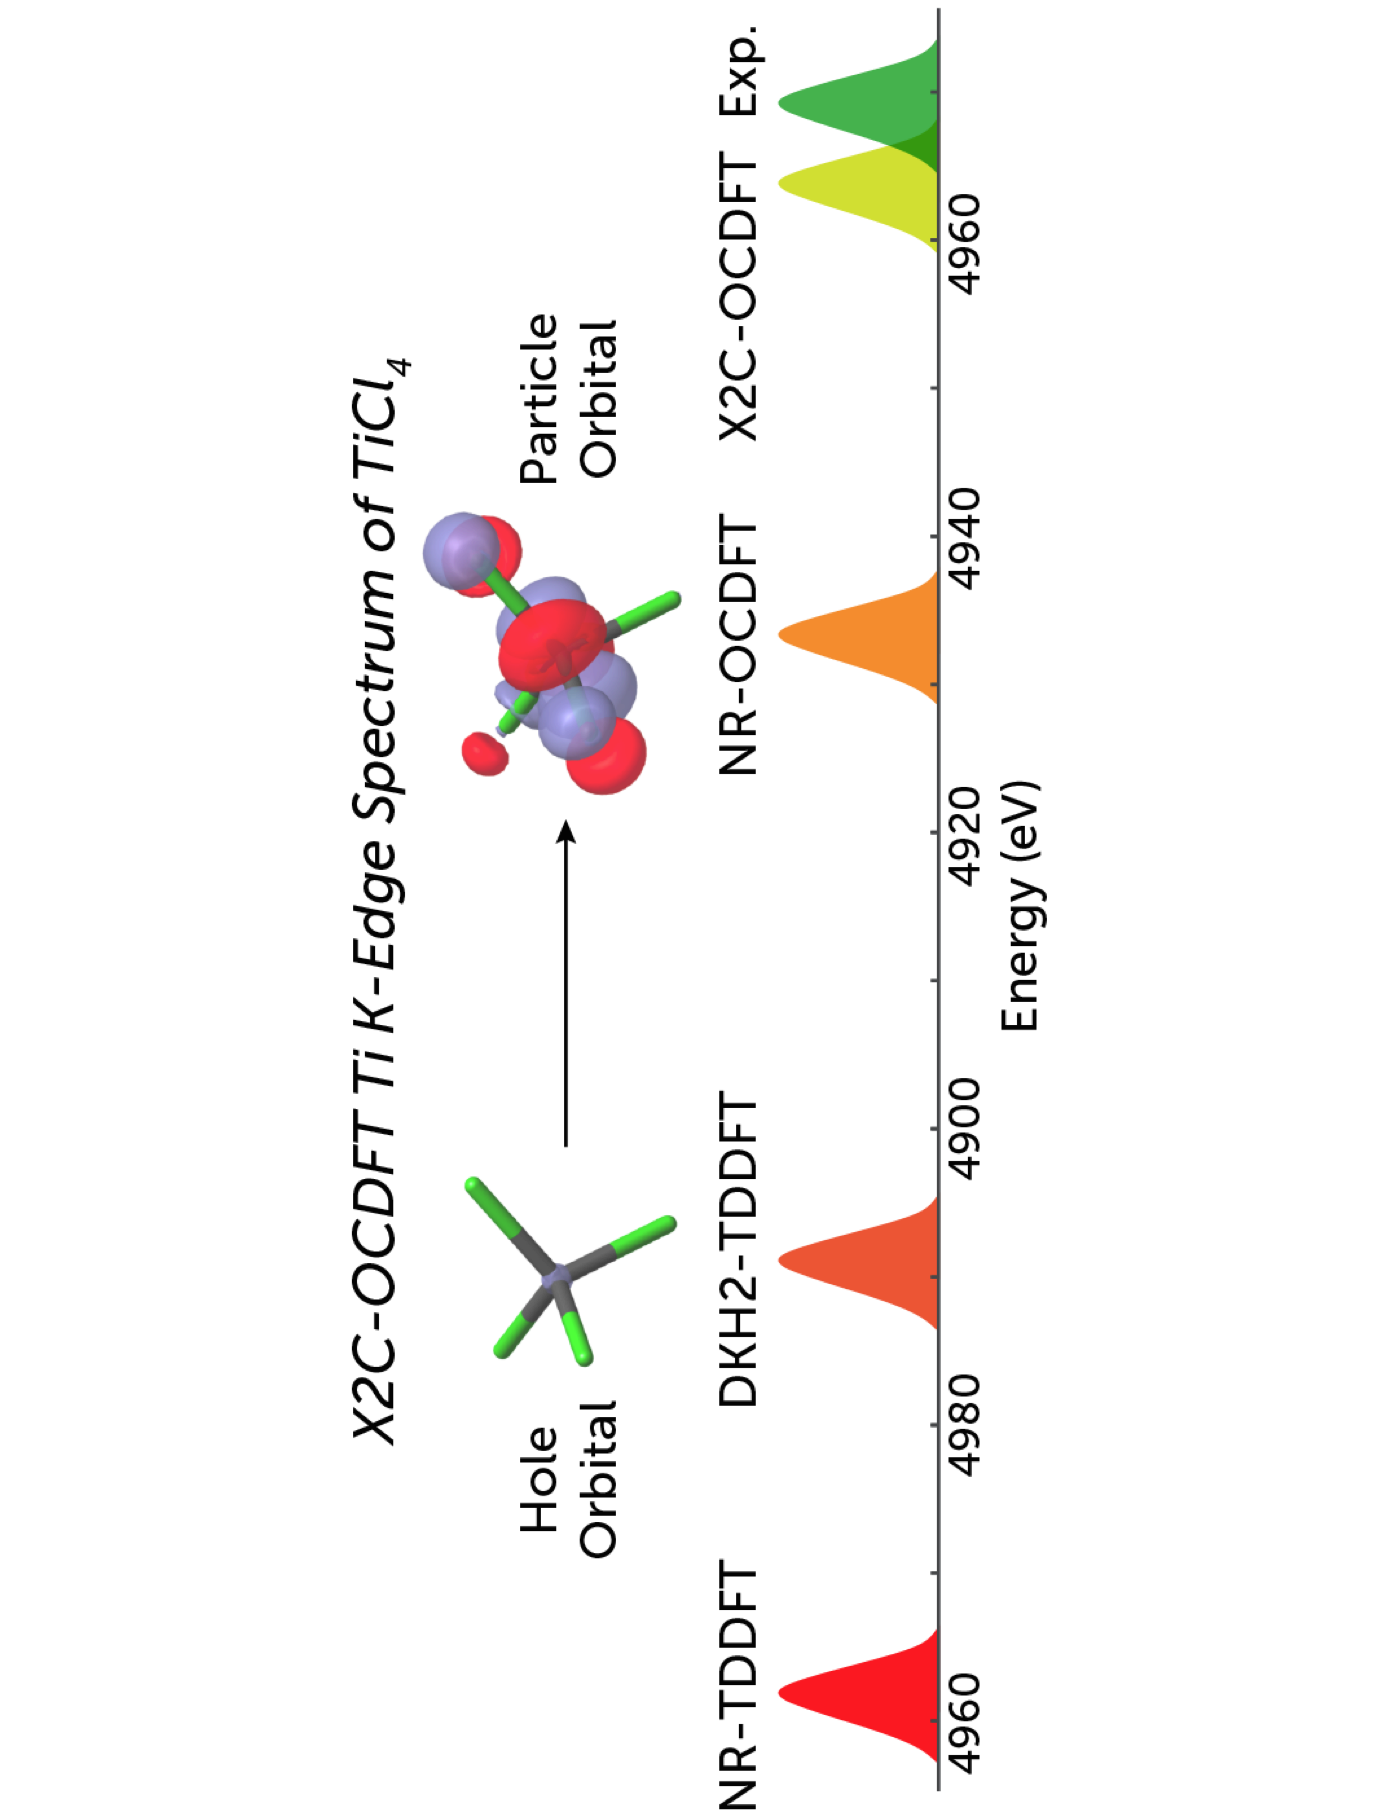 X2C-OCDFT Ti K-Edge Spectrum of TiCl4
Hole
Orbital
Particle
Orbital
NR-TDDFT
DKH2-TDDFT
NR-OCDFT
X2C-OCDFT
Exp.
4960
4980
4900
4920
4940
4960
Energy (eV)